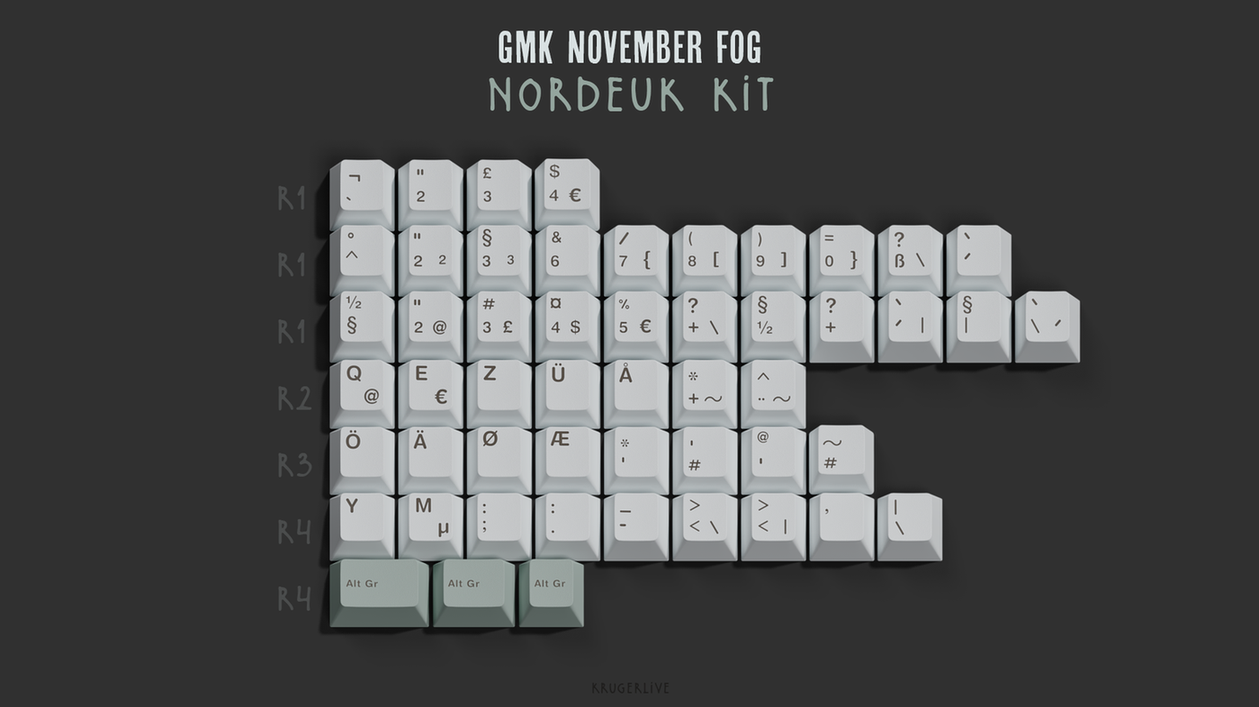 GMK NOVEMBER FOG
NORDEUK KiT
R1
¬ " £ $
` 2 3 4 €
R1
° " § & / ( ) = ? `
^ 2 2 3 3 6 7 { 8 [ 9 ] 0 } ß \ ´
R1
½ " # ¤ % ? § ? ` § `
§ 2 @ 3 £ 4 $ 5 € + \ ½ + ´ | | \ ´
R2
Q E Z Ü Å * ^
@ € + ~ ¨ ~
R3
Ö Ä Ø Æ * ' @ ~
' # ' #
R4
Y M ; : _ > > , |
µ ; . - < \ < | \
R4
Alt Gr Alt Gr Alt Gr
KRUGERLIVE